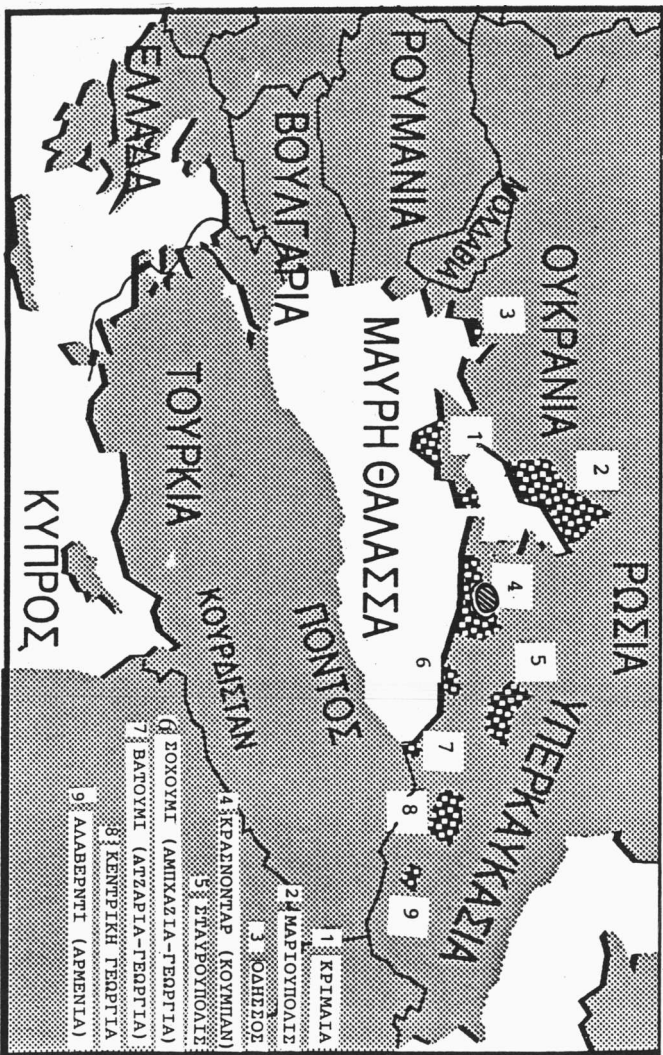 ΟΥΚΡΑΝΙΑ
ΡΩΣΙΑ
ΜΟΛΔΑΒΙΑ
ΡΟΥΜΑΝΙΑ
3
2
1
4
5
ΥΠΕΡΚΑΥΚΑΣΙΑ
ΒΟΥΛΓΑΡΙΑ
ΜΑΥΡΗ ΘΑΛΑΣΣΑ
6
7
8
9
ΕΛΛΑΔΑ
ΤΟΥΡΚΙΑ
ΠΟΝΤΟΣ
ΚΟΥΡΔΙΣΤΑΝ
ΚΥΠΡΟΣ
1 ΚΡΙΜΑΙΑ
2 ΜΑΡΙΟΥΠΟΛΙΣ
3 ΟΔΗΣΣΟΣ
4 ΚΡΑΣΝΟΝΤΑΡ (ΚΟΥΜΠΑΝ)
5 ΣΤΑΥΡΟΥΠΟΛΙΣ
6 ΣΟΧΟΥΜΙ (ΑΜΠΧΑΖΙΑ-ΓΕΩΡΓΙΑ)
7 ΒΑΤΟΥΜΙ (ΑΤΖΑΡΙΑ-ΓΕΩΡΓΙΑ)
8 ΚΕΝΤΡΙΚΗ ΓΕΩΡΓΙΑ
9 ΑΛΑΒΕΡΝΤΙ (ΑΡΜΕΝΙΑ)